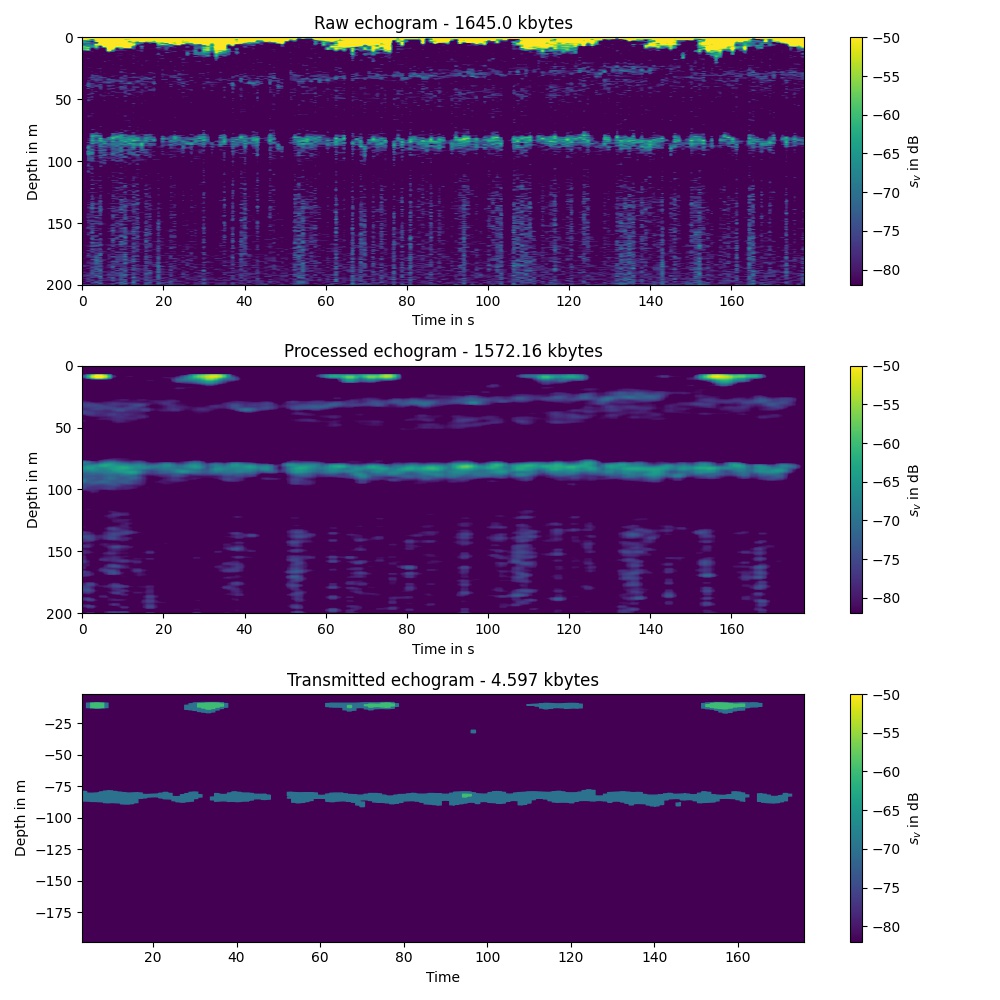 Raw echogram - 1645.0 kbytes
0
50
100
150
200
Depth in m
0 20 40 60 80 100 120 140 160
Time in s
−50
−55
−60
−65
−70
−75
−80
sv in dB
Processed echogram - 1572.16 kbytes
0
50
100
150
200
Depth in m
0 20 40 60 80 100 120 140 160
Time in s
−50
−55
−60
−65
−70
−75
−80
sv in dB
Transmitted echogram - 4.597 kbytes
−25
−50
−75
−100
−125
−150
−175
Depth in m
20 40 60 80 100 120 140 160
Time
−50
−55
−60
−65
−70
−75
−80
sv in dB